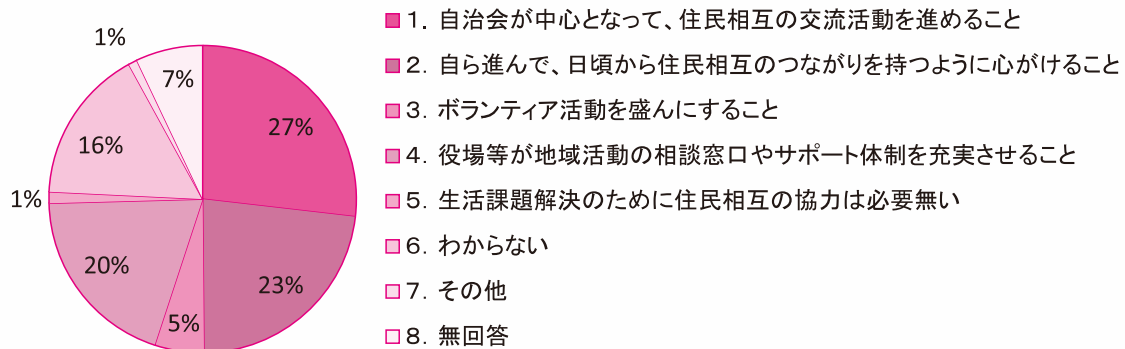 1%
7%
27%
16%
1%
20%
23%
5%
1．自治会が中心となって、住民相互の交流活動を進めること
2．自ら進んで、日頃から住民相互のつながりを持つように心がけること
3．ボランティア活動を盛んにすること
4．役場等が地域活動の相談窓口やサポート体制を充実させること
5．生活課題解決のために住民相互の協力は必要無い
6．わからない
7．その他
8．無回答